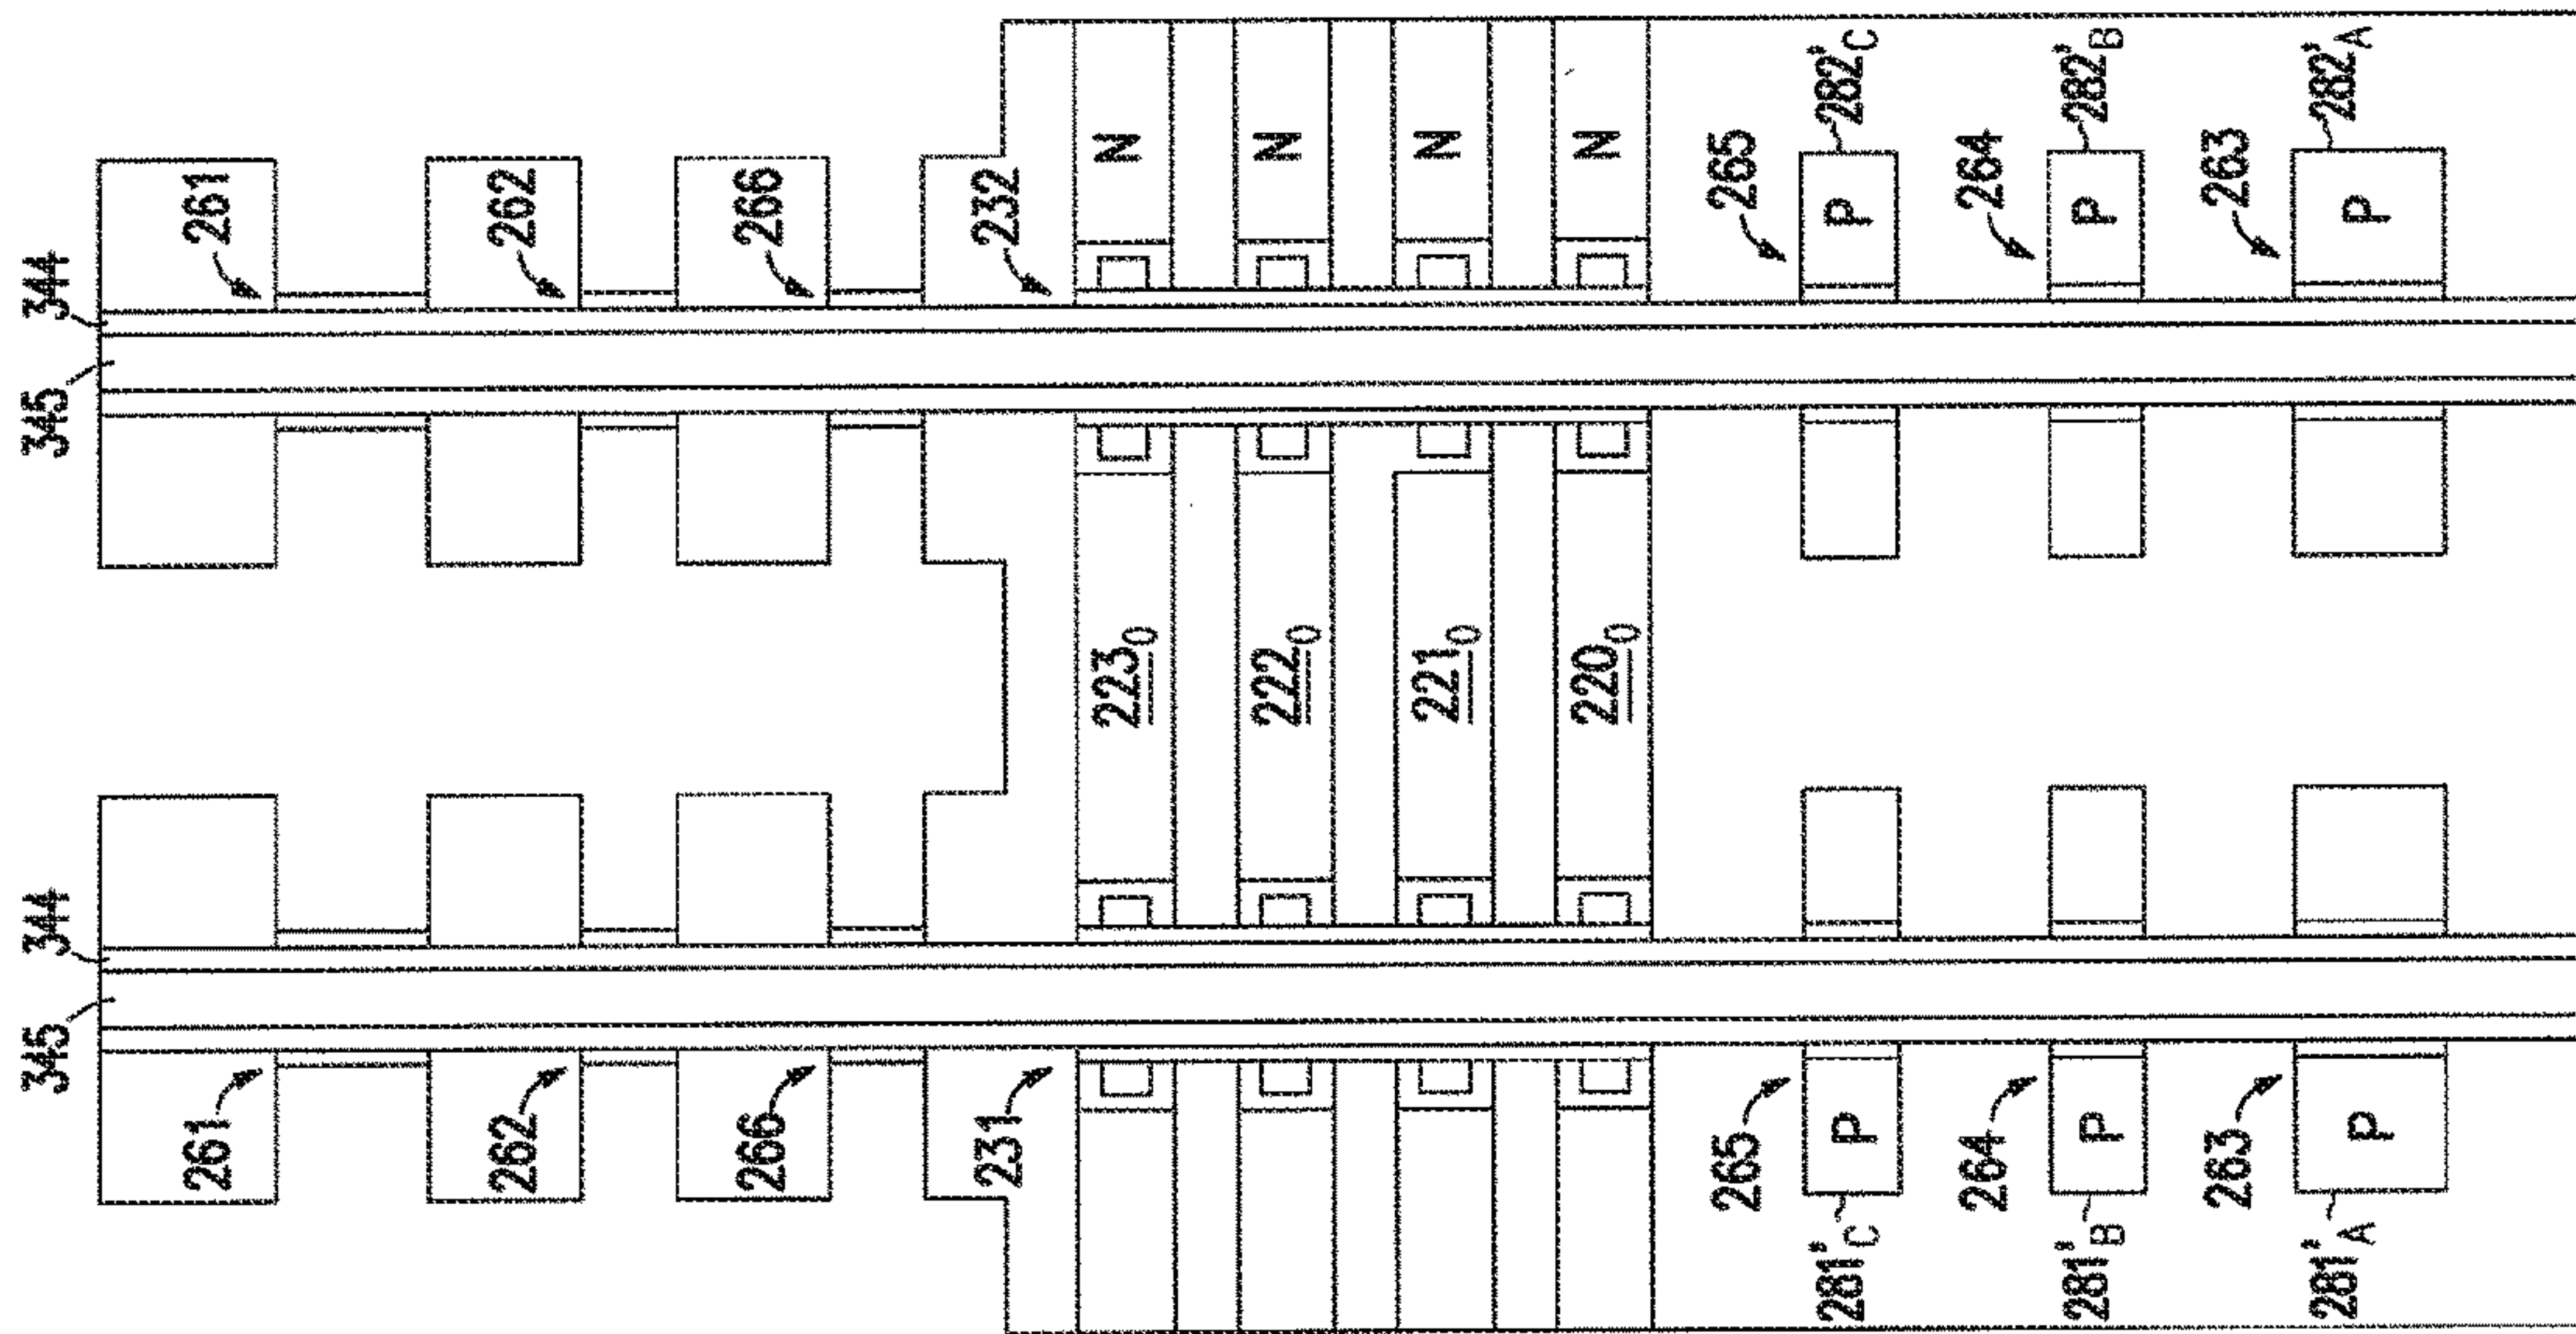 345 344 345 344
261 261
262 262
266 266
231 232
223₀ N
222₀ N
221₀ N
220₀ N
265 265
281'C P P 282'C
264 264
281'B P P 282'B
263 263
281'A P P 282'A